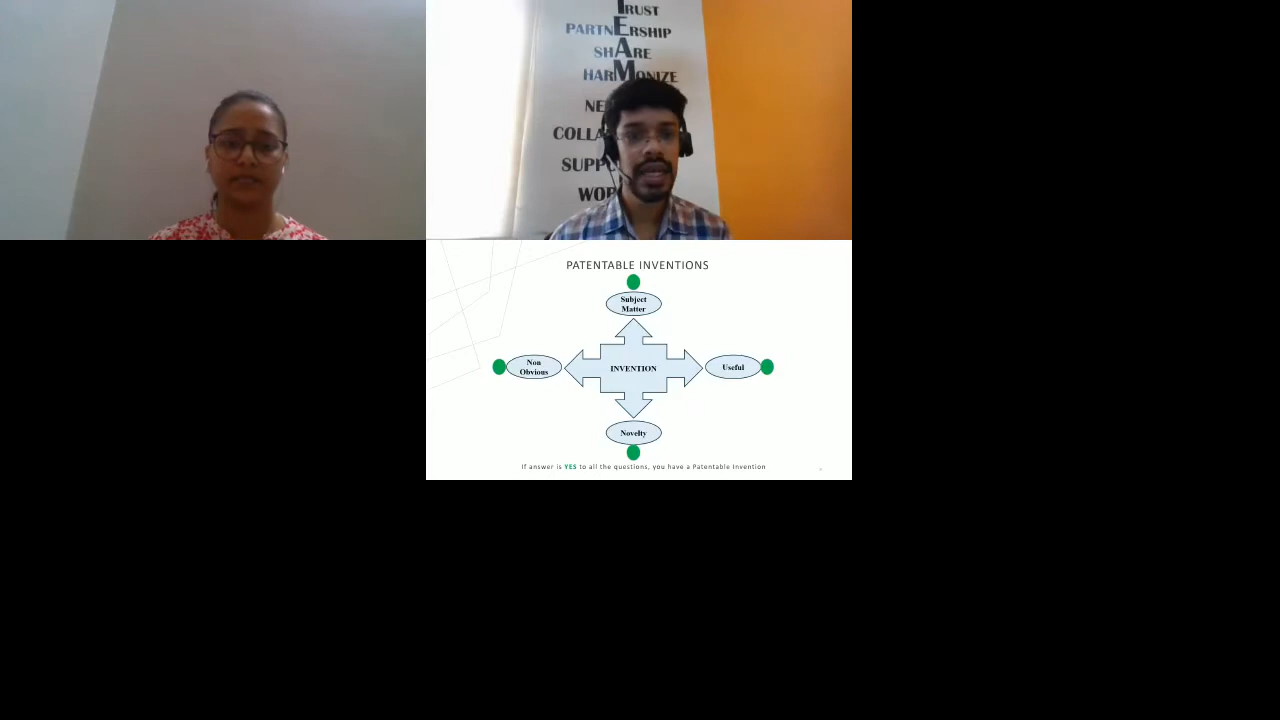 TRUST
PARTNERSHIP
SHARE
HARMONIZE
PATENTABLE INVENTIONS
Subject
Matter
Non
Obvious
INVENTION
Useful
Novelty
If answer is YES to all the questions, you have a Patentable Invention